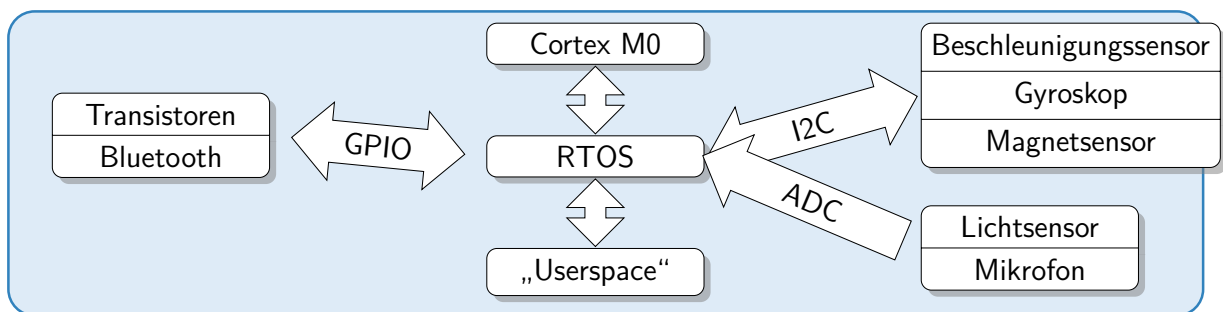 Cortex M0
Beschleunigungssensor
Gyroskop
Magnetsensor
Transistoren
Bluetooth
GPIO
RTOS
I2C
ADC
„Userspace“
Lichtsensor
Mikrofon